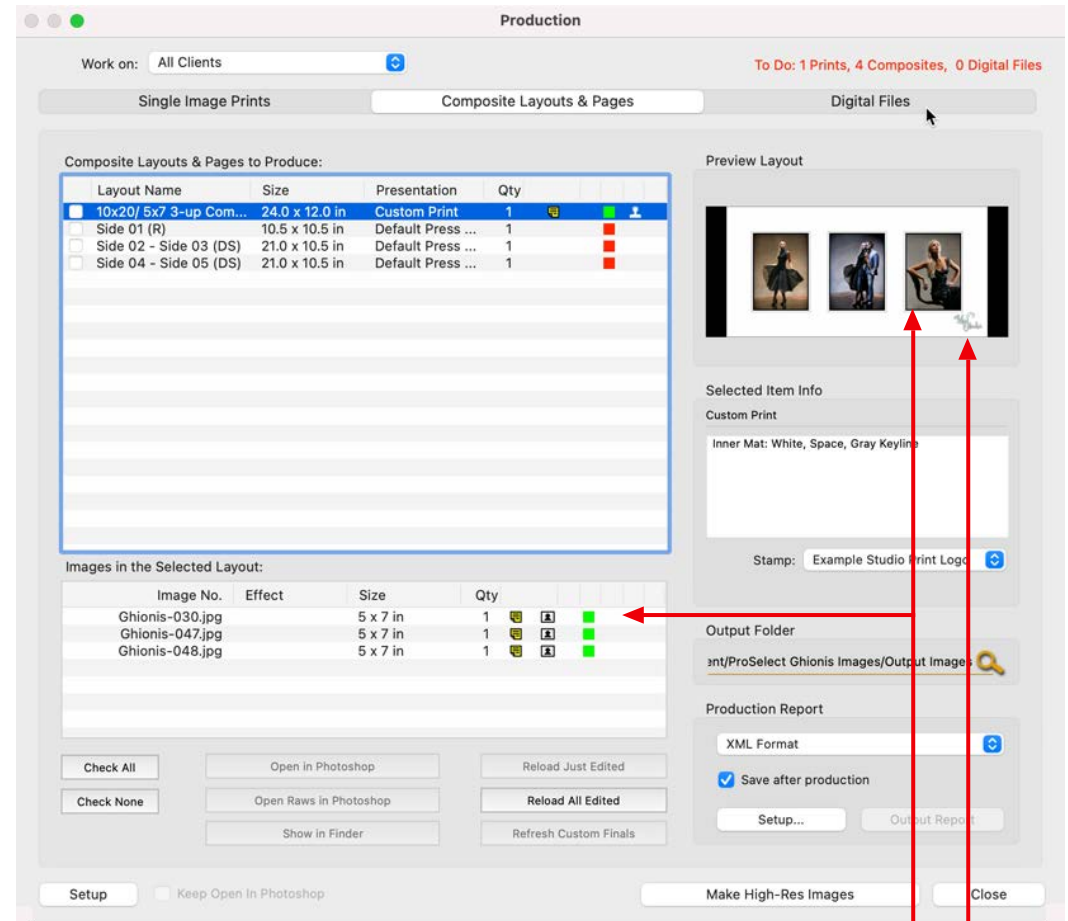 Production
Work on: All Clients
To Do: 1 Prints, 4 Composites, 0 Digital Files
Single Image Prints
Composite Layouts & Pages
Digital Files
Composite Layouts & Pages to Produce:
Layout Name Size Presentation Qty
10x20/ 5x7 3-up Com... 24.0 x 12.0 in Custom Print 1
Side 01 (R) 10.5 x 10.5 in Default Press ... 1
Side 02 - Side 03 (DS) 21.0 x 10.5 in Default Press ... 1
Side 04 - Side 05 (DS) 21.0 x 10.5 in Default Press ... 1
Preview Layout
Selected Item Info
Custom Print
Inner Mat: White, Space, Gray Keyline
Stamp: Example Studio Print Logo
Images in the Selected Layout:
Image No. Effect Size Qty
Ghionis-030.jpg 5 x 7 in 1
Ghionis-047.jpg 5 x 7 in 1
Ghionis-048.jpg 5 x 7 in 1
Output Folder
ent/ProSelect Ghionis Images/Output Images
Production Report
XML Format
Save after production
Setup... Output Report
Check All Open in Photoshop Reload Just Edited
Check None Open Raws in Photoshop Reload All Edited
Show in Finder Refresh Custom Finals
Setup Keep Open In Photoshop Make High-Res Images Close